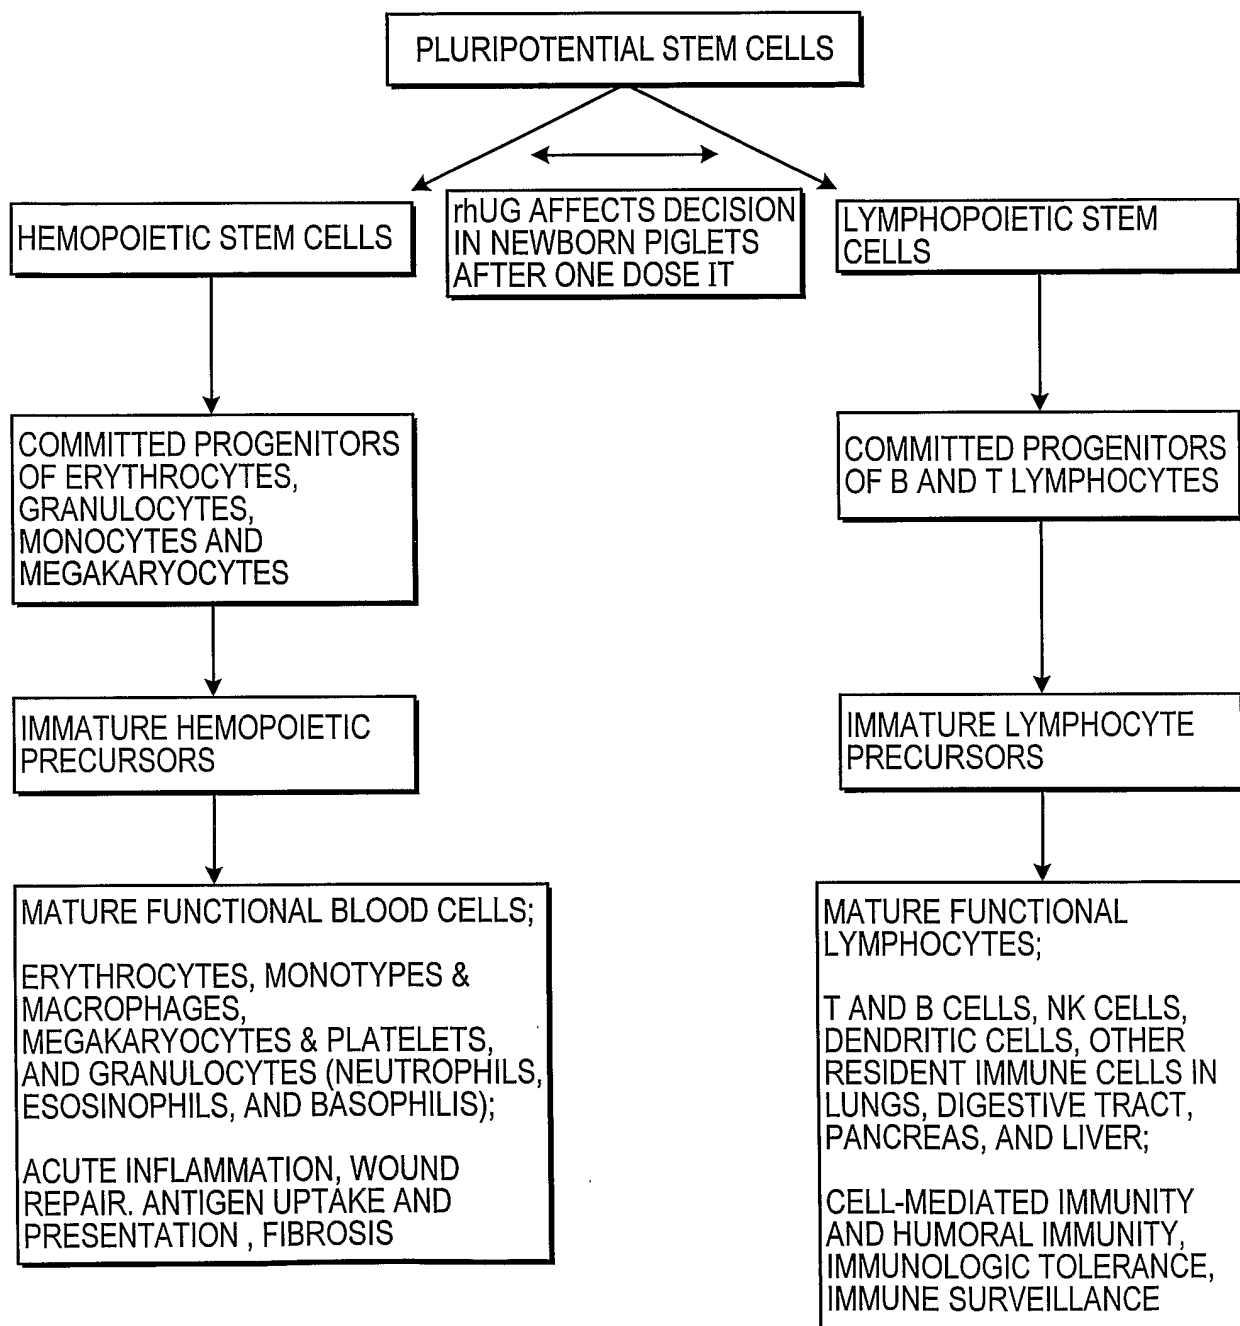 PLURIPOTENTIAL STEM CELLS
HEMOPOIETIC STEM CELLS
rhUG AFFECTS DECISION
IN NEWBORN PIGLETS
AFTER ONE DOSE IT
LYMPHOPOIETIC STEM
CELLS
COMMITTED PROGENITORS
OF ERYTHROCYTES,
GRANULOCYTES,
MONOCYTES AND
MEGAKARYOCYTES
COMMITTED PROGENITORS
OF B AND T LYMPHOCYTES
IMMATURE HEMOPOIETIC
PRECURSORS
IMMATURE LYMPHOCYTE
PRECURSORS
MATURE FUNCTIONAL BLOOD CELLS;
ERYTHROCYTES, MONOTYPES &
MACROPHAGES,
MEGAKARYOCYTES & PLATELETS,
AND GRANULOCYTES (NEUTROPHILS,
ESOSINOPHILS, AND BASOPHILIS);
ACUTE INFLAMMATION, WOUND
REPAIR. ANTIGEN UPTAKE AND
PRESENTATION , FIBROSIS
MATURE FUNCTIONAL
LYMPHOCYTES;
T AND B CELLS, NK CELLS,
DENDRITIC CELLS, OTHER
RESIDENT IMMUNE CELLS IN
LUNGS, DIGESTIVE TRACT,
PANCREAS, AND LIVER;
CELL-MEDIATED IMMUNITY
AND HUMORAL IMMUNITY,
IMMUNOLOGIC TOLERANCE,
IMMUNE SURVEILLANCE